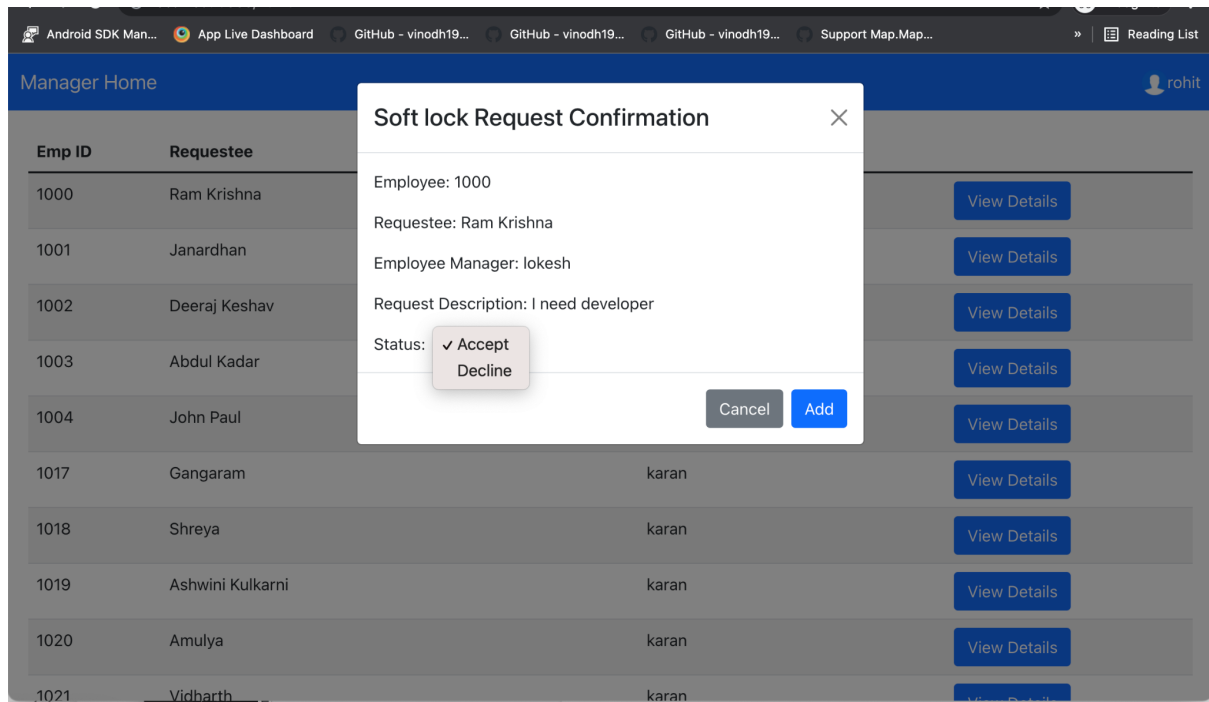 Android SDK Man... App Live Dashboard GitHub - vinodh19... GitHub - vinodh19... GitHub - vinodh19... Support Map.Map... » Reading List
Manager Home rohit
Soft lock Request Confirmation
Employee: 1000
Requestee: Ram Krishna
Employee Manager: lokesh
Request Description: I need developer
Status: ✓ Accept
Decline
Cancel Add
Emp ID Requestee
1000 Ram Krishna View Details
1001 Janardhan View Details
1002 Deeraj Keshav View Details
1003 Abdul Kadar View Details
1004 John Paul View Details
1017 Gangaram karan View Details
1018 Shreya karan View Details
1019 Ashwini Kulkarni karan View Details
1020 Amulya karan View Details
1021 Vidharth karan View Details